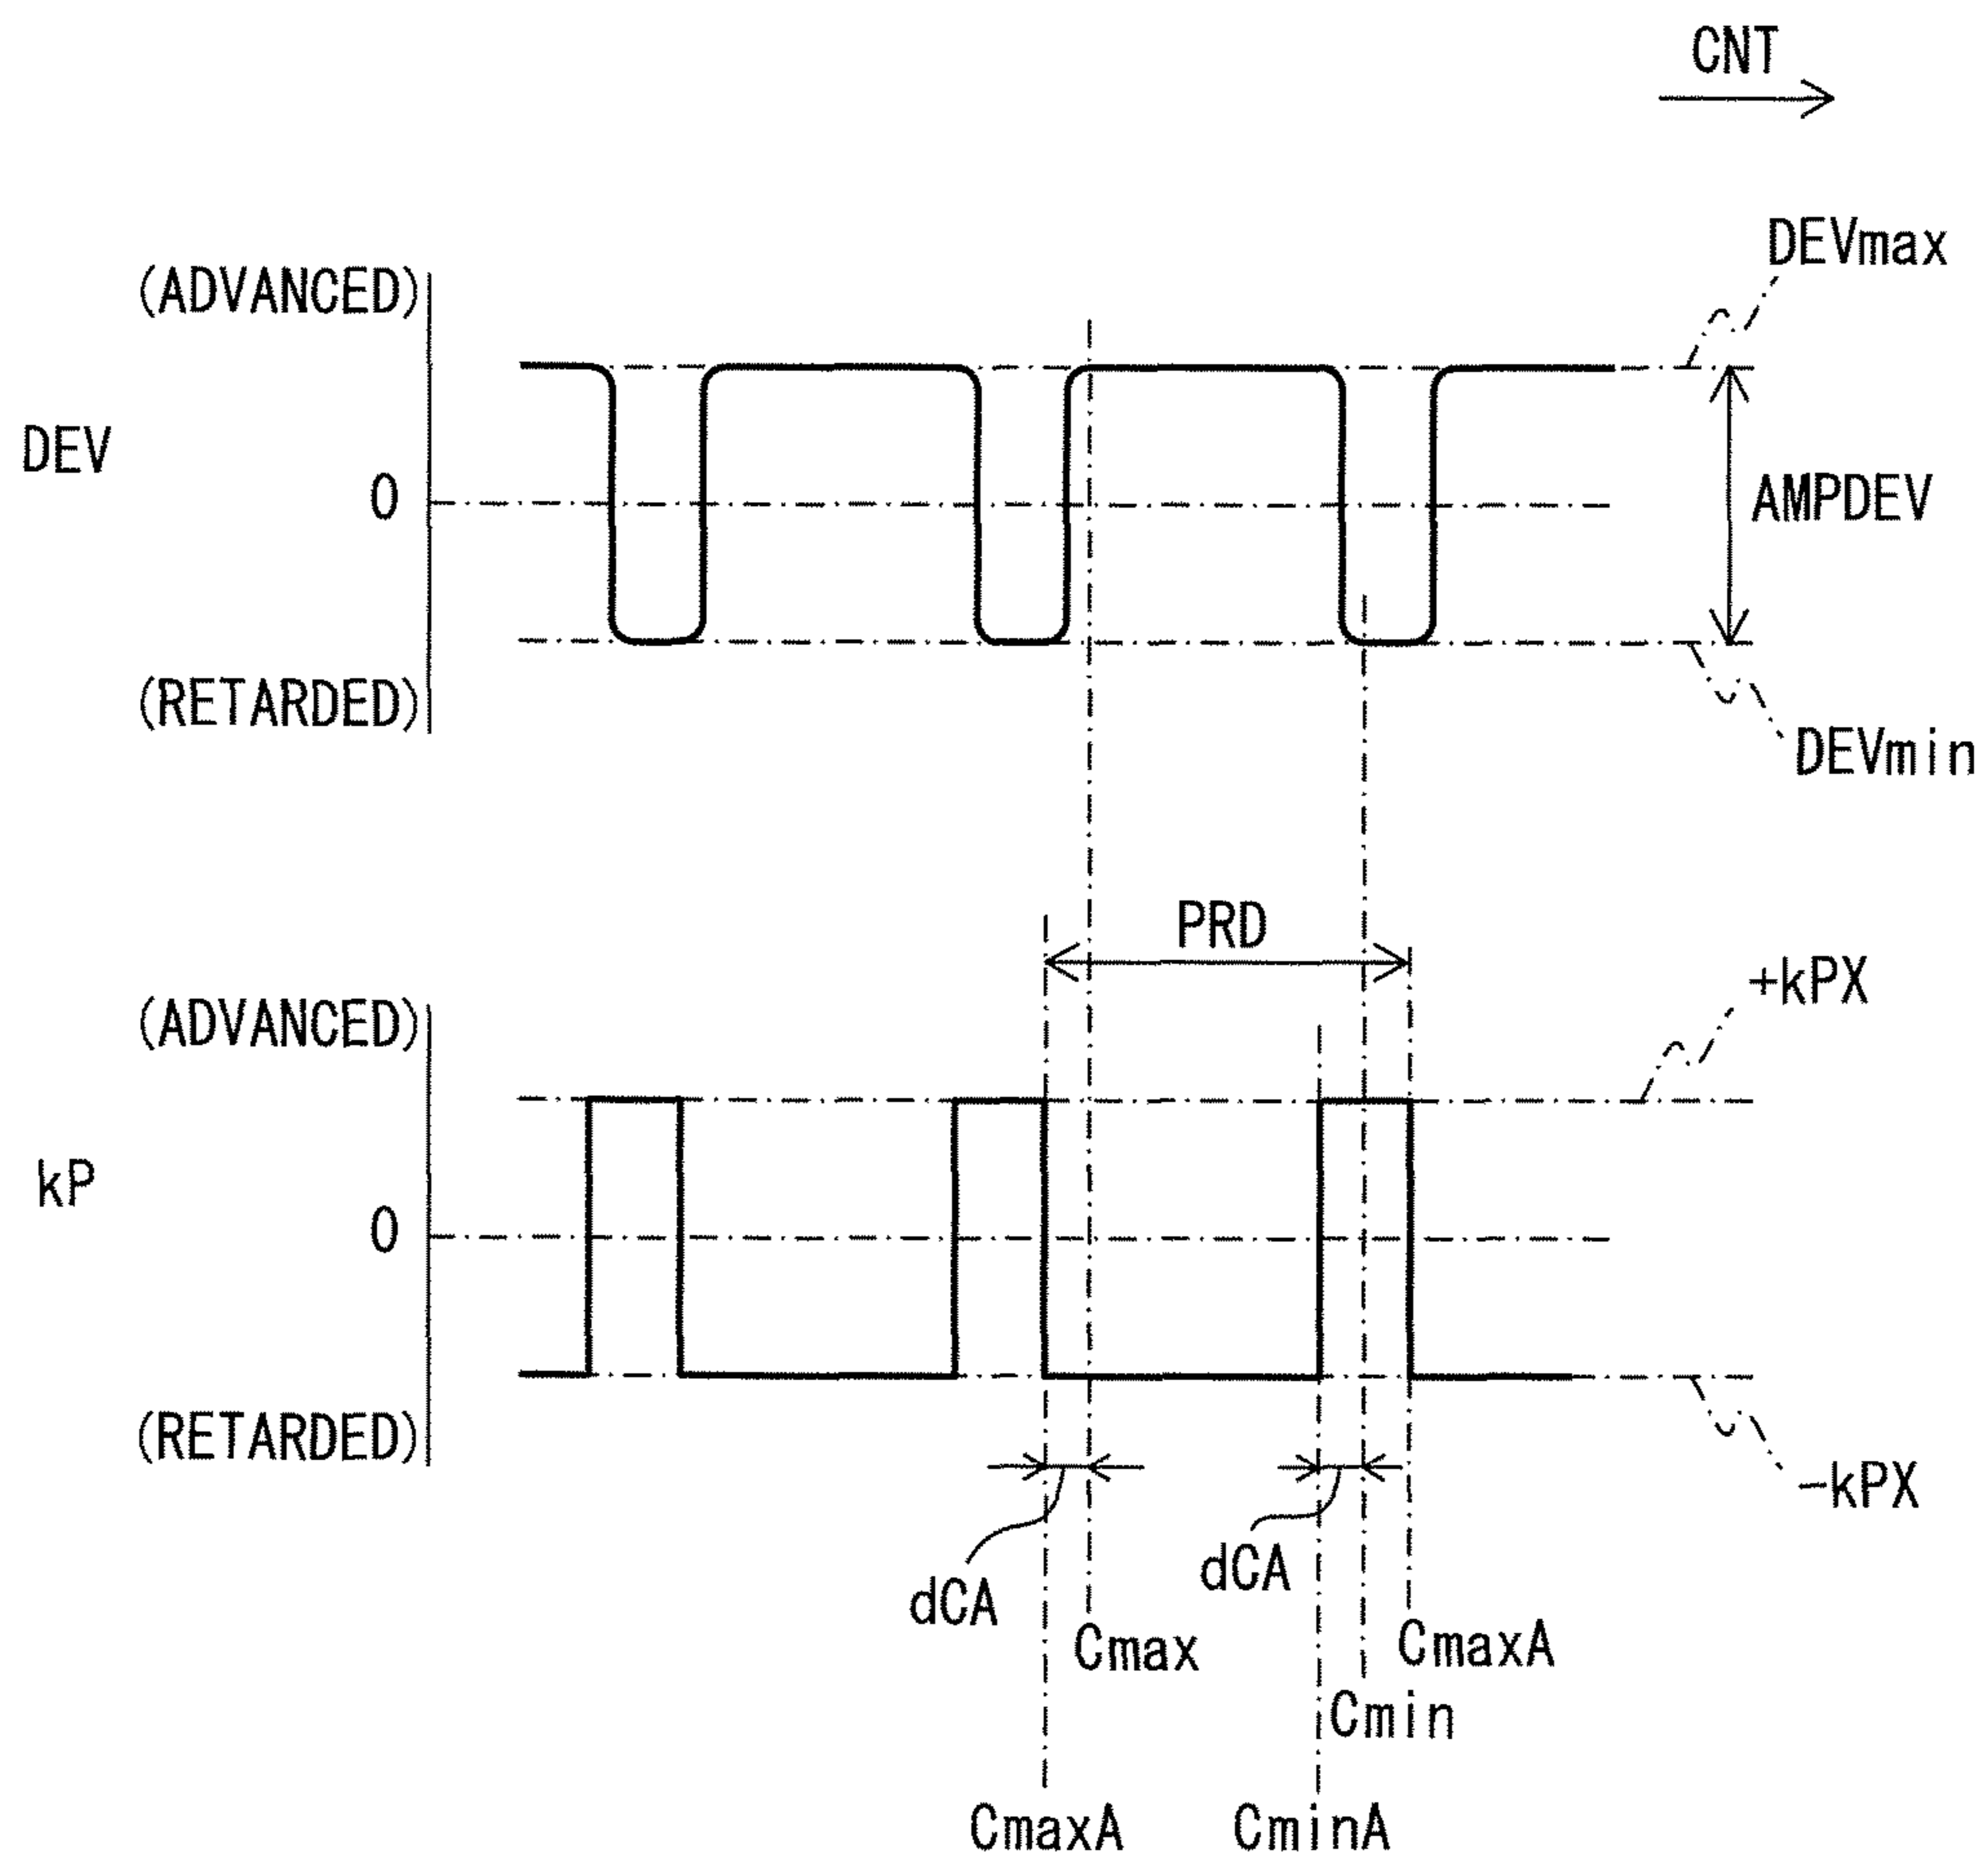 CNT
DEVmax
(ADVANCED)
DEV
0
AMPDEV
(RETARDED)
DEVmin
PRD
+kPX
(ADVANCED)
kP
0
(RETARDED)
-kPX
dCA
dCA
Cmax
CmaxA
Cmin
CmaxA
CminA